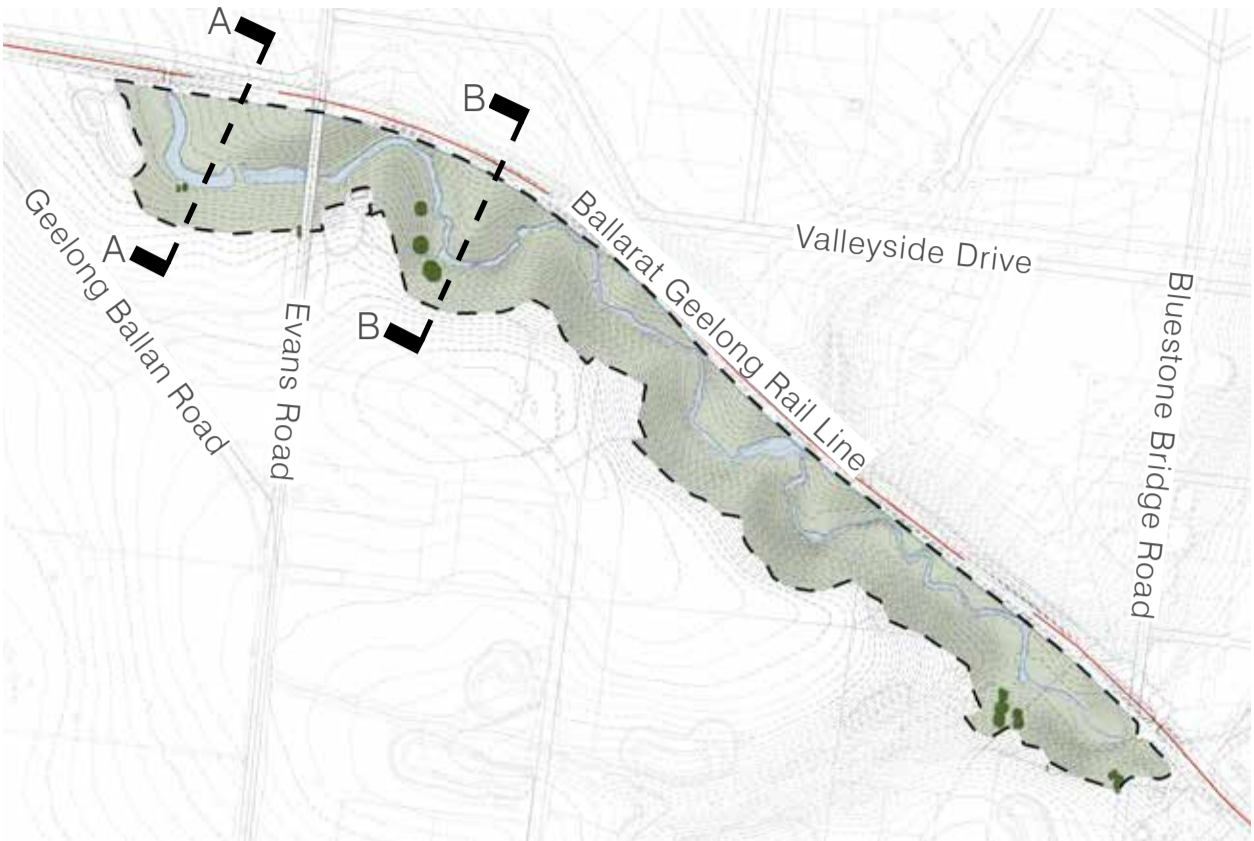 A
B
A
B
Geelong Ballan Road
Evans Road
Ballarat Geelong Rail Line
Valleyside Drive
Bluestone Bridge Road